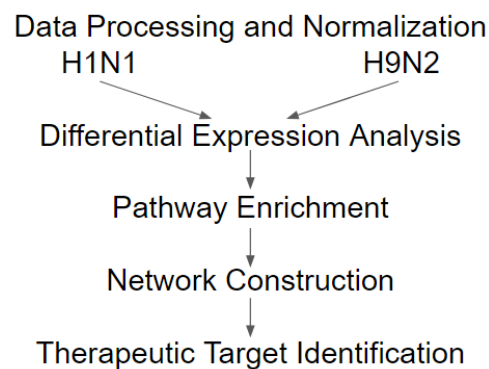 Data Processing and Normalization
H1N1 H9N2
Differential Expression Analysis
Pathway Enrichment
Network Construction
Therapeutic Target Identification